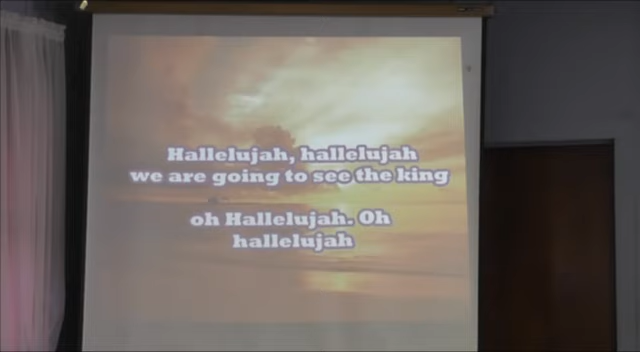 Hallelujah, hallelujah
we are going to see the king
oh Hallelujah. Oh
hallelujah